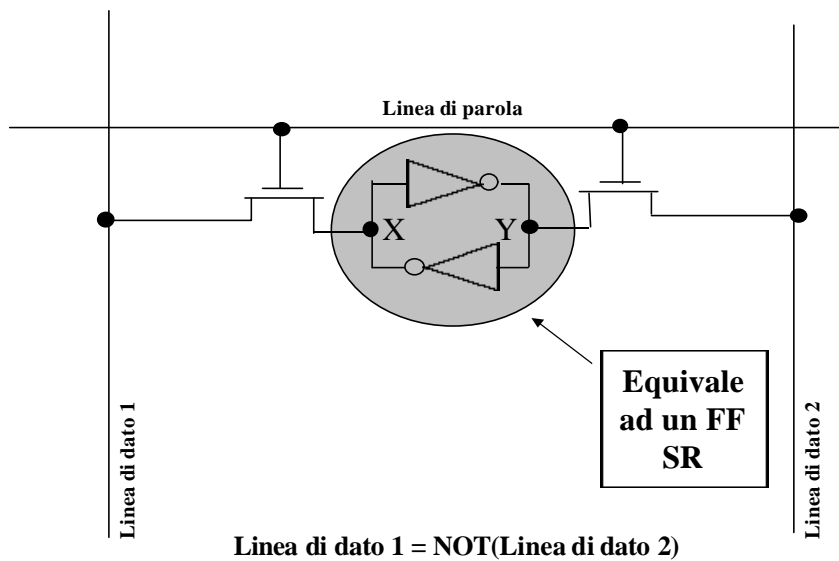 Linea di parola
X
Y
Equivale
ad un FF
SR
Linea di dato 1
Linea di dato 2
Linea di dato 1 = NOT(Linea di dato 2)